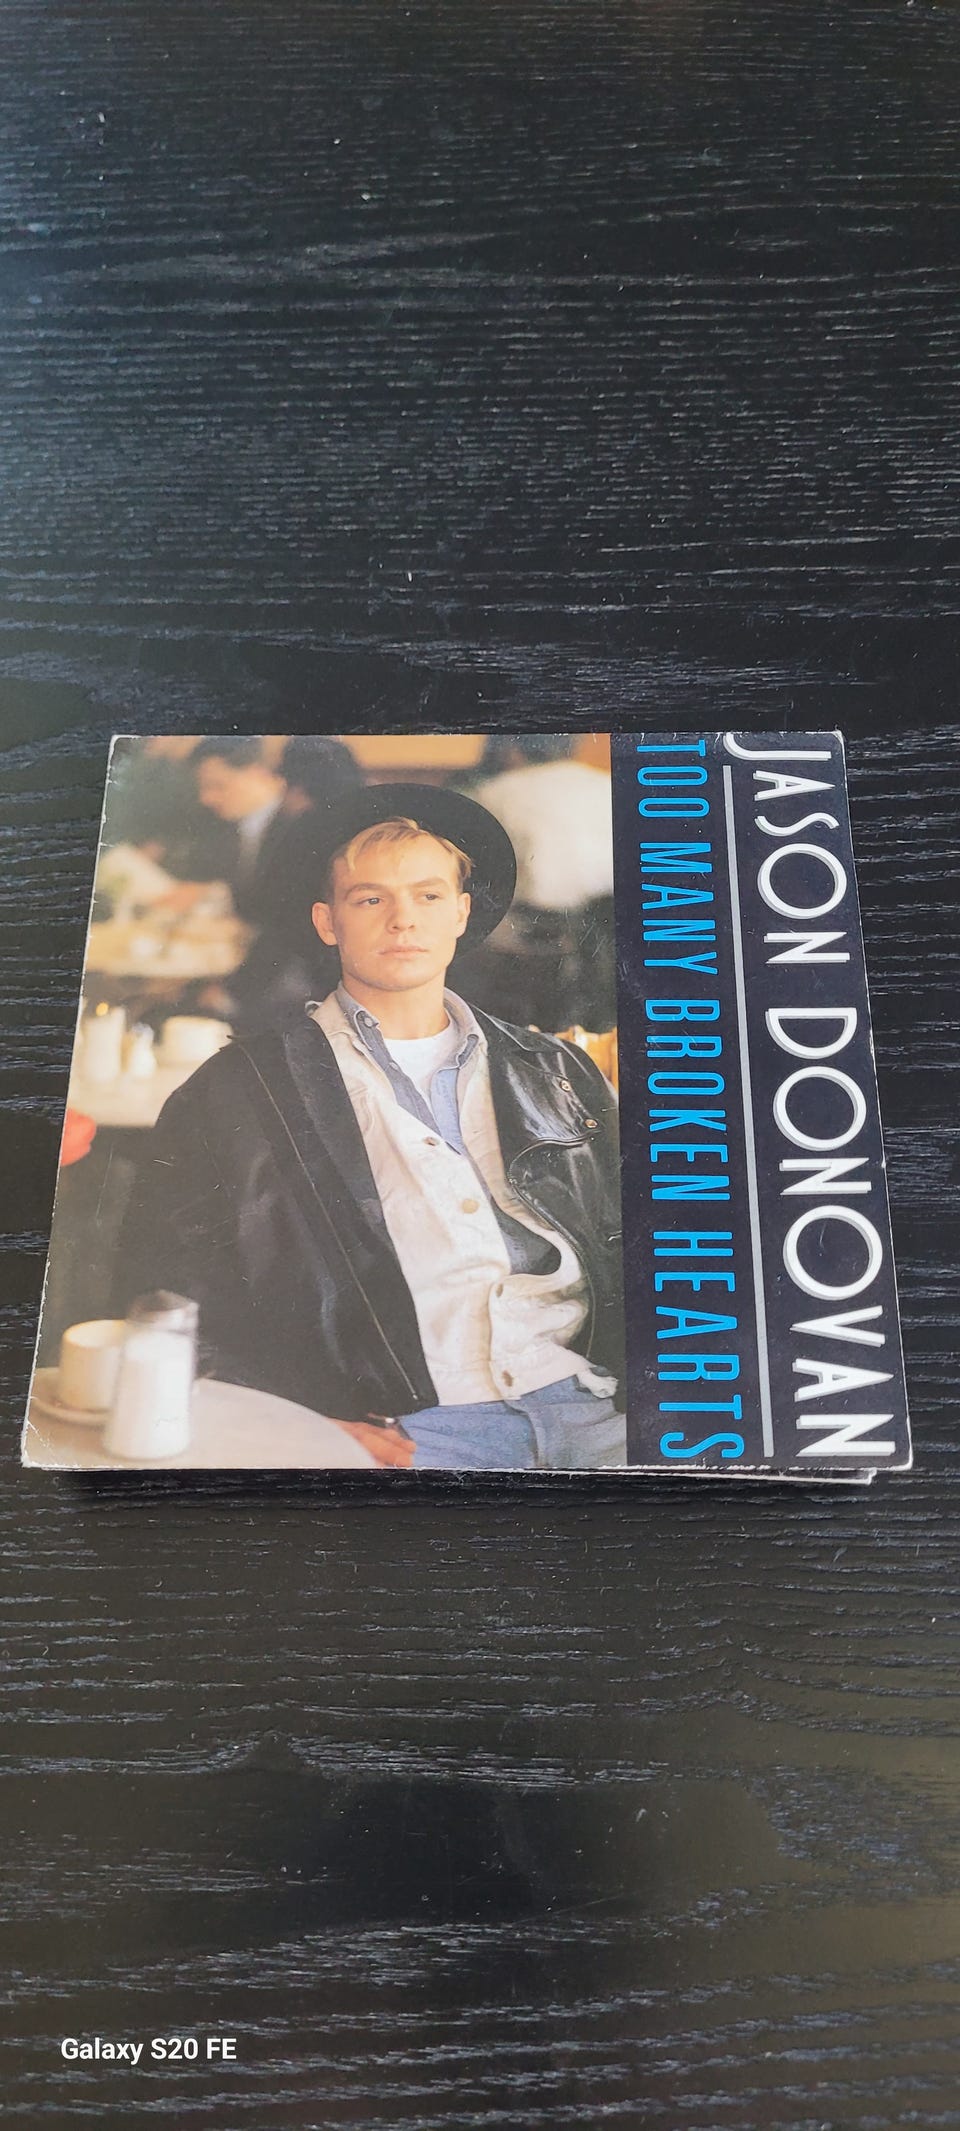 JASON DONOVAN
TOO MANY BROKEN HEARTS
Galaxy S20 FE